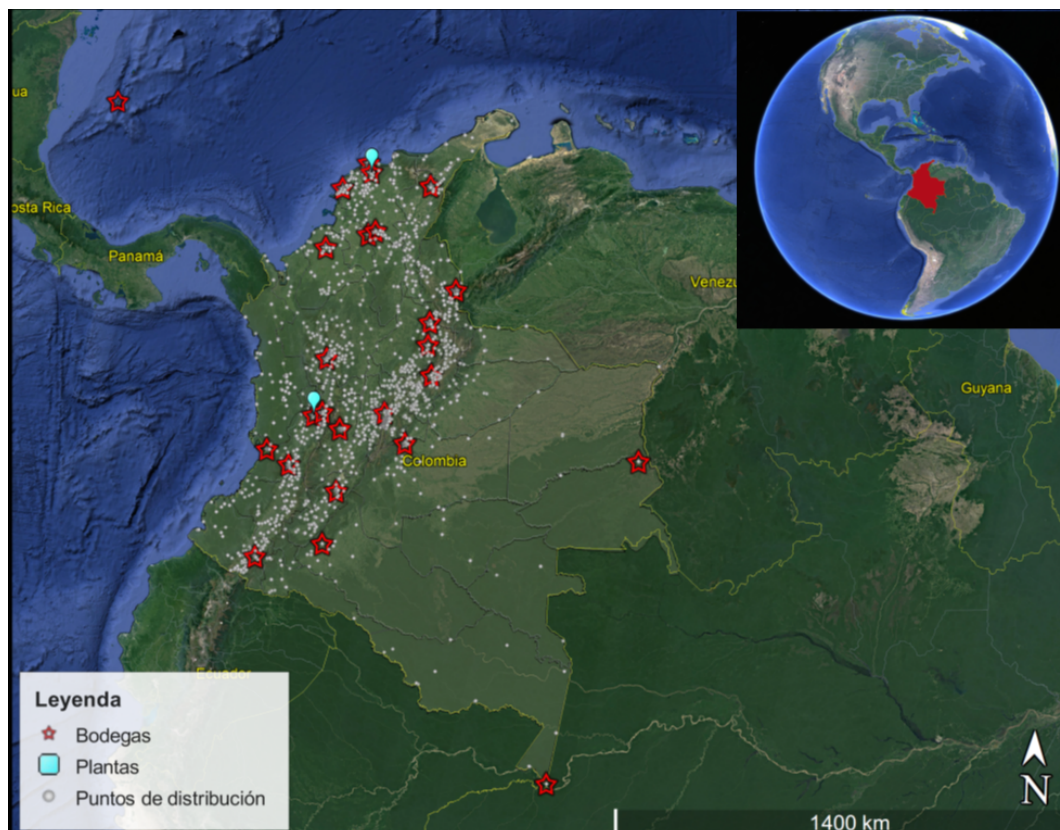 ua
osta Rica
Panamá
Venezu
Guyana
Colombia
Ecuador
Leyenda
Bodegas
Plantas
Puntos de distribución
N
1400 km